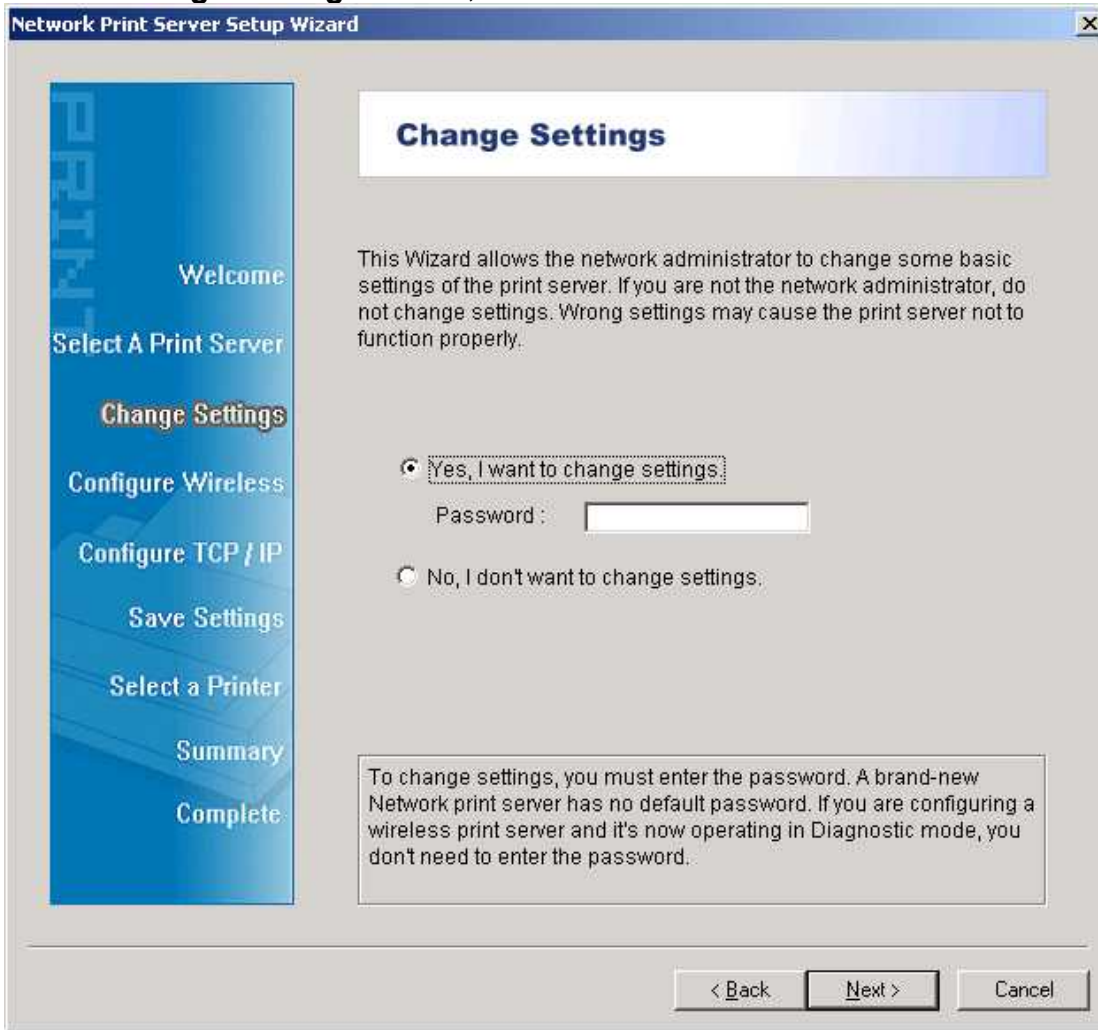 Network Print Server Setup Wizard
PRINT
Welcome
Select A Print Server
Change Settings
Configure Wireless
Configure TCP / IP
Save Settings
Select a Printer
Summary
Complete
Change Settings
This Wizard allows the network administrator to change some basic
settings of the print server. If you are not the network administrator, do
not change settings. Wrong settings may cause the print server not to
function properly.
Yes, I want to change settings.
Password :
No, I don't want to change settings.
To change settings, you must enter the password. A brand-new
Network print server has no default password. If you are configuring a
wireless print server and it's now operating in Diagnostic mode, you
don't need to enter the password.
< Back
Next >
Cancel